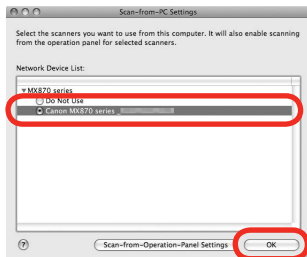 Scan-from-PC Settings
Select the scanners you want to use from this computer. It will also enable scanning
from the operation panel for selected scanners.
Network Device List:
MX870 series
Do Not Use
Canon MX870 series _
?
Scan-from-Operation-Panel Settings
OK